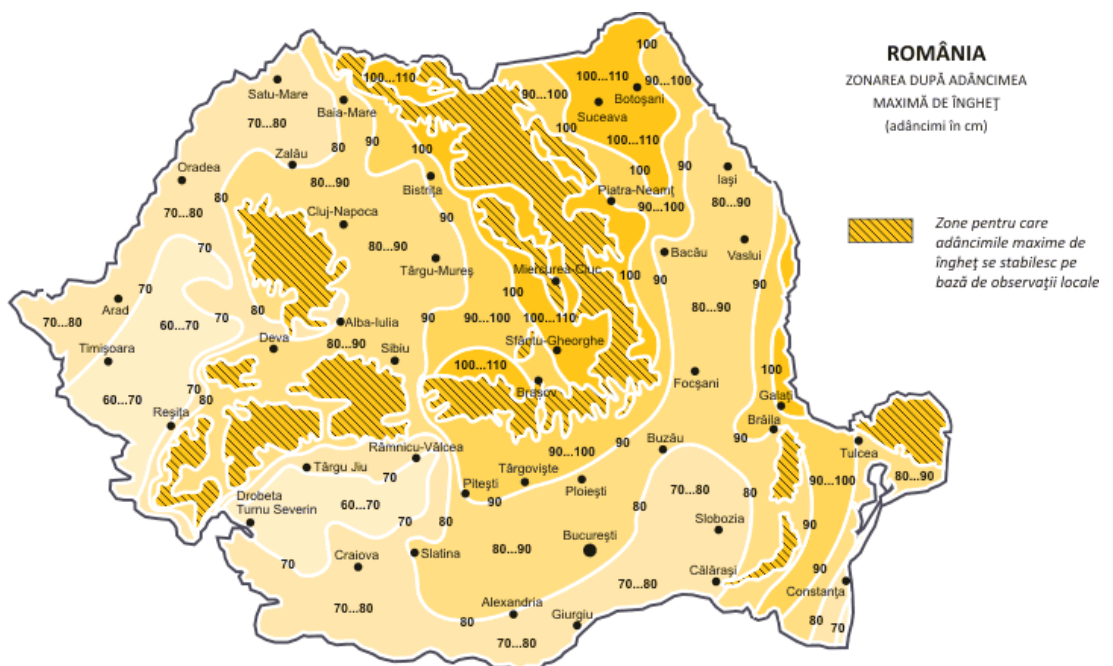 ROMÂNIA
ZONAREA DUPĂ ADÂNCIMEA
MAXIMĂ DE ÎNGHEŢ
(adâncimi în cm)
Zone pentru care
adâncimile maxime de
îngheţ se stabilesc pe
bază de observaţii locale
100
100...110
90...100
100...110
90...100
Botoşani
Satu-Mare
Baia-Mare
Suceava
70...80
90
100
100...110
80
100
90
Zalău
Oradea
80
80...90
Bistriţa
100
Iaşi
Piatra-Neamţ
80...90
70...80
90...100
Cluj-Napoca
90
70
80...90
Bacău
Vaslui
Târgu-Mureş
Miercurea-Ciuc
100
90
90
70
100
80...90
Arad
80
70...80
60...70
70
90
90...100
100...110
Alba-Iulia
Deva
80...90
Sfântu-Gheorghe
Timişoara
Sibiu
100...110
100
70
Braşov
Focşani
60...70
80
Galaţi
Reşiţa
Brăila
90
90
Buzău
Râmnicu-Vâlcea
90...100
Tulcea
Târgu Jiu
70
Târgovişte
80...90
Piteşti
Ploieşti
90...100
Drobeta
Turnu Severin
60...70
90
70...80
80
80
70
80
Slobozia
90
Bucureşti
80...90
Slatina
70
Craiova
Călăraşi
90
70...80
Constanţa
Alexandria
70...80
80
Giurgiu
80
70
70...80